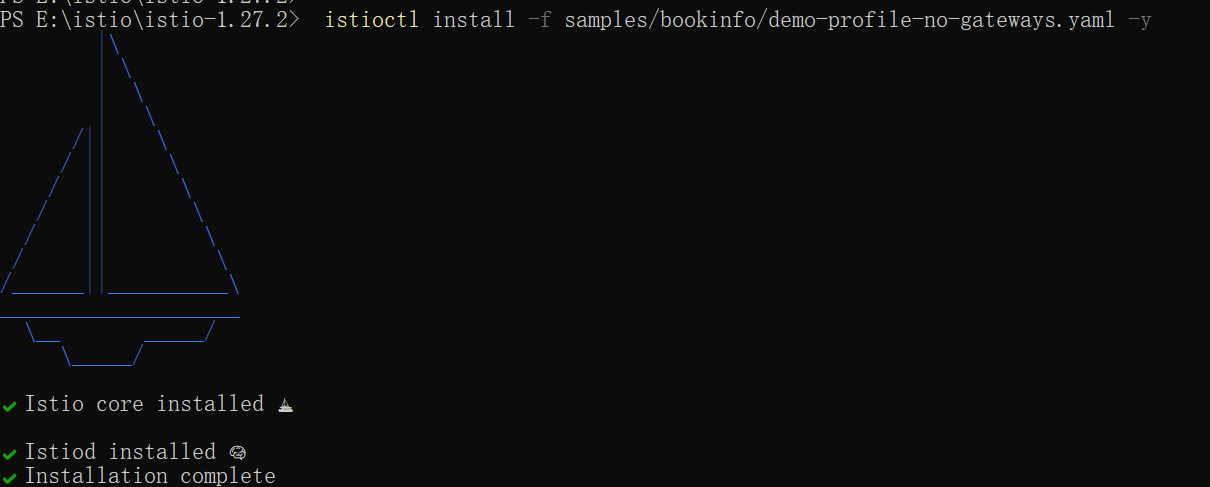 PS E:\istio\istio-1.27.2> istioctl install -f samples/bookinfo/demo-profile-no-gateways.yaml -y
✔ Istio core installed ⛵
✔ Istiod installed 🧠
✔ Installation complete